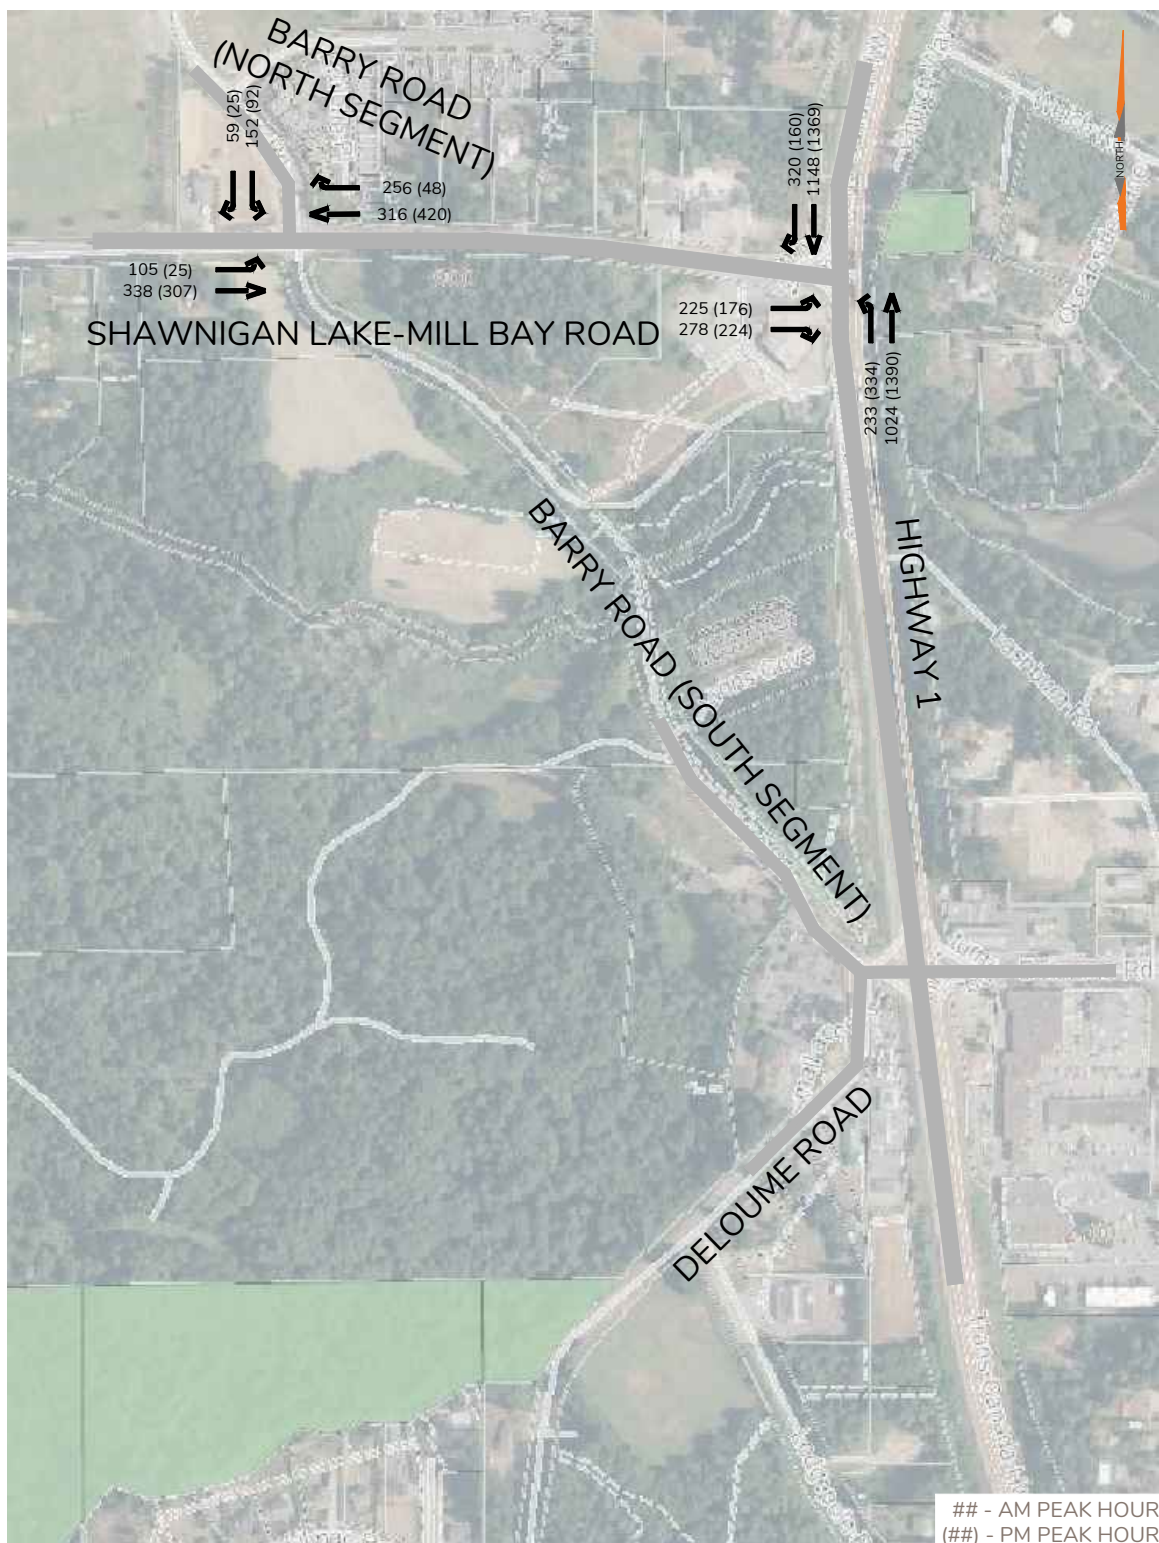 BARRY ROAD
(NORTH SEGMENT)
59 (25)
152 (92)
256 (48)
316 (420)
105 (25)
338 (307)
SHAWNIGAN LAKE-MILL BAY ROAD
320 (160)
1148 (1369)
225 (176)
278 (224)
233 (334)
1024 (1390)
NORTH
HIGHWAY 1
BARRY ROAD (SOUTH SEGMENT)
Rd
DELOUME ROAD
## - AM PEAK HOUR
(##) - PM PEAK HOUR